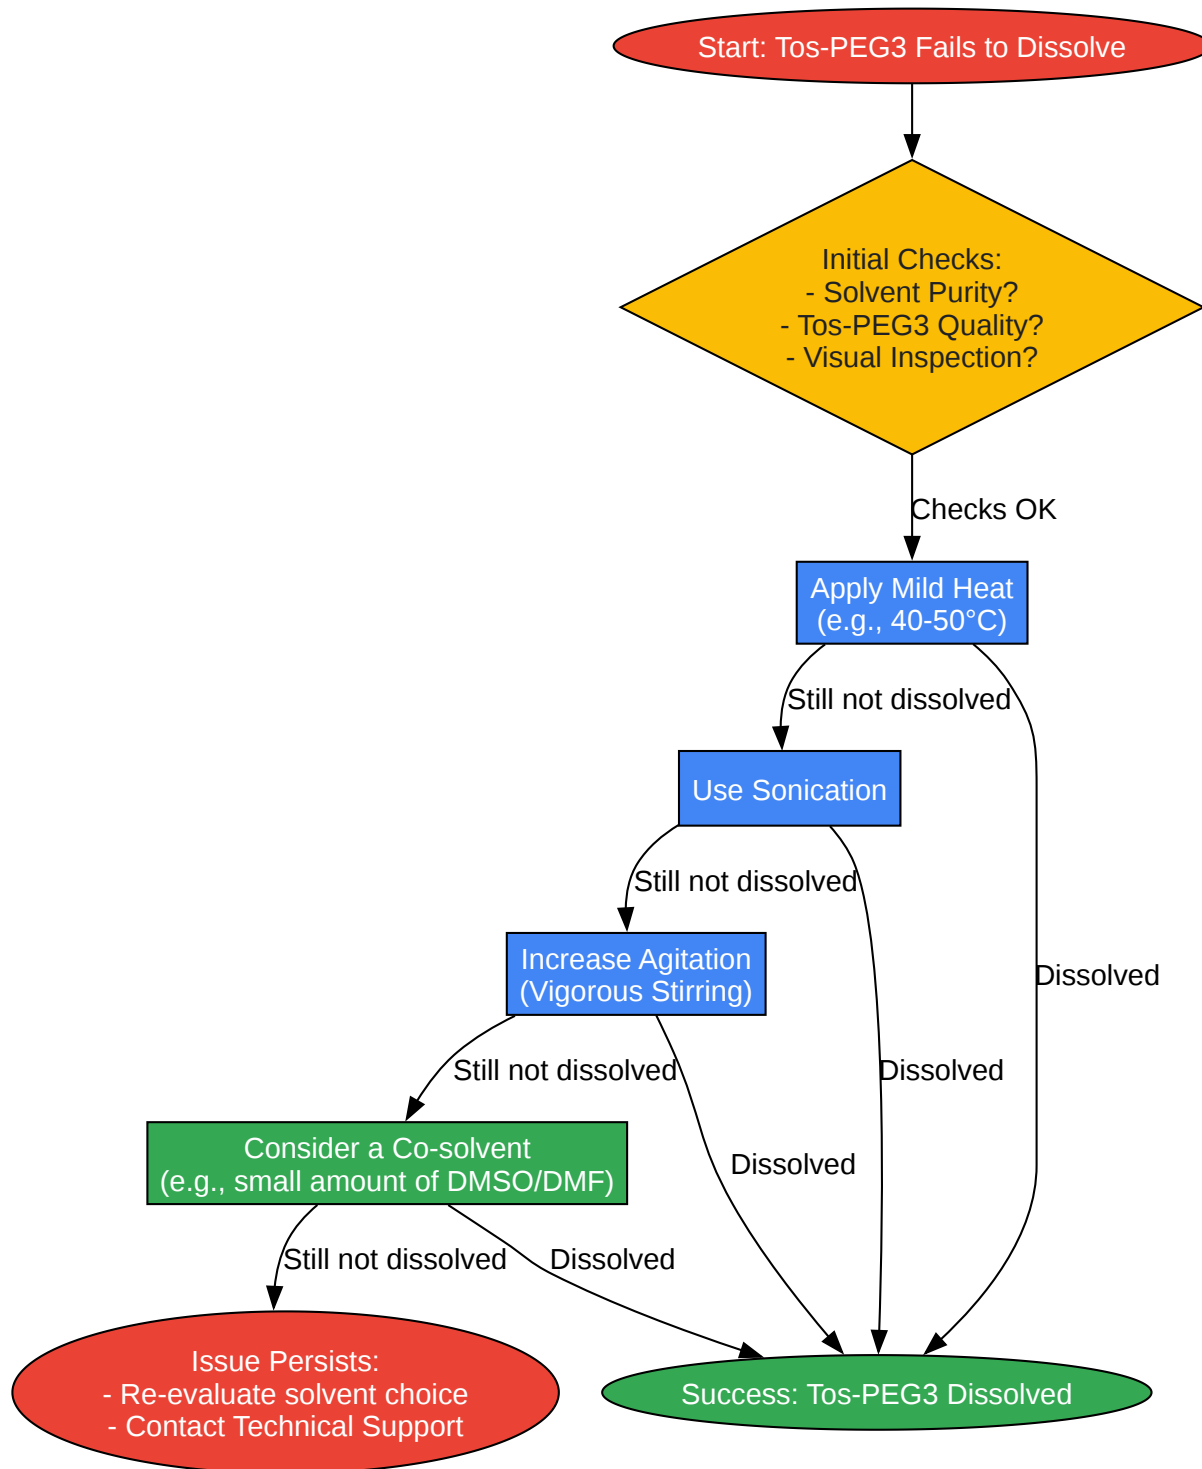 Start: Tos-PEG3 Fails to Dissolve
Initial Checks:
- Solvent Purity?
- Tos-PEG3 Quality?
- Visual Inspection?
Checks OK
Apply Mild Heat
(e.g., 40-50°C)
Still not dissolved
Use Sonication
Still not dissolved
Increase Agitation
(Vigorous Stirring)
Dissolved
Still not dissolved
Dissolved
Consider a Co-solvent
(e.g., small amount of DMSO/DMF)
Dissolved
Still not dissolved
Dissolved
Issue Persists:
- Re-evaluate solvent choice
- Contact Technical Support
Success: Tos-PEG3 Dissolved